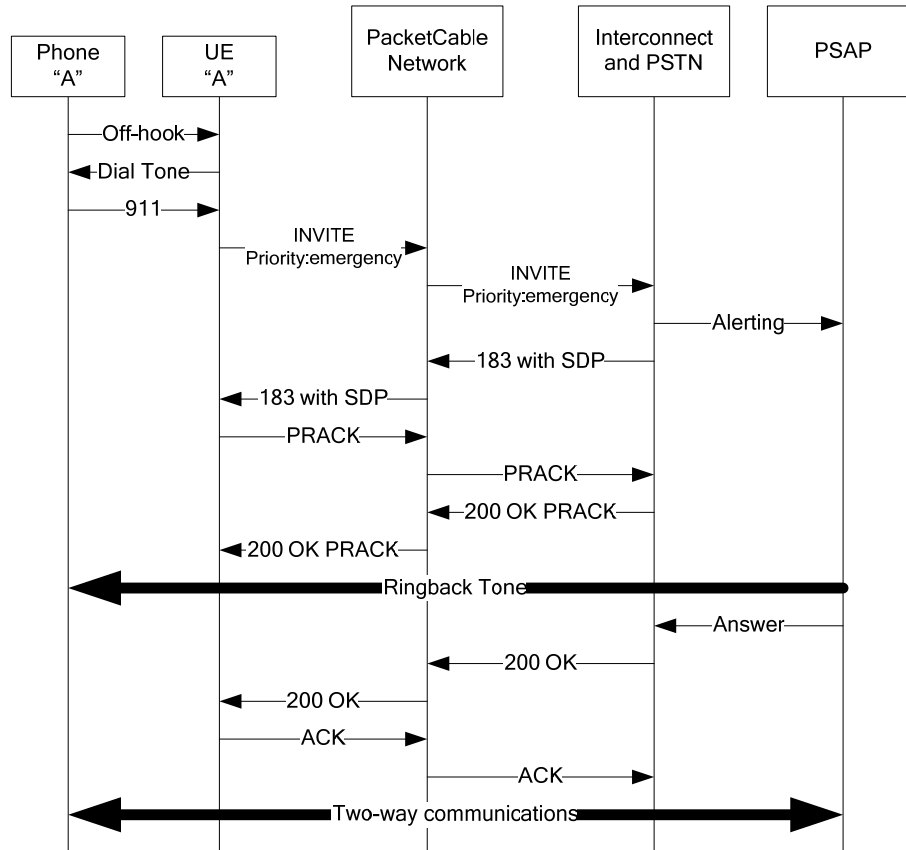 Phone
“A”
UE
“A”
PacketCable
Network
Interconnect
and PSTN
PSAP
Off-hook
Dial Tone
911
INVITE
Priority:emergency
INVITE
Priority:emergency
Alerting
183 with SDP
183 with SDP
PRACK
PRACK
200 OK PRACK
200 OK PRACK
Ringback Tone
Answer
200 OK
200 OK
ACK
ACK
Two-way communications